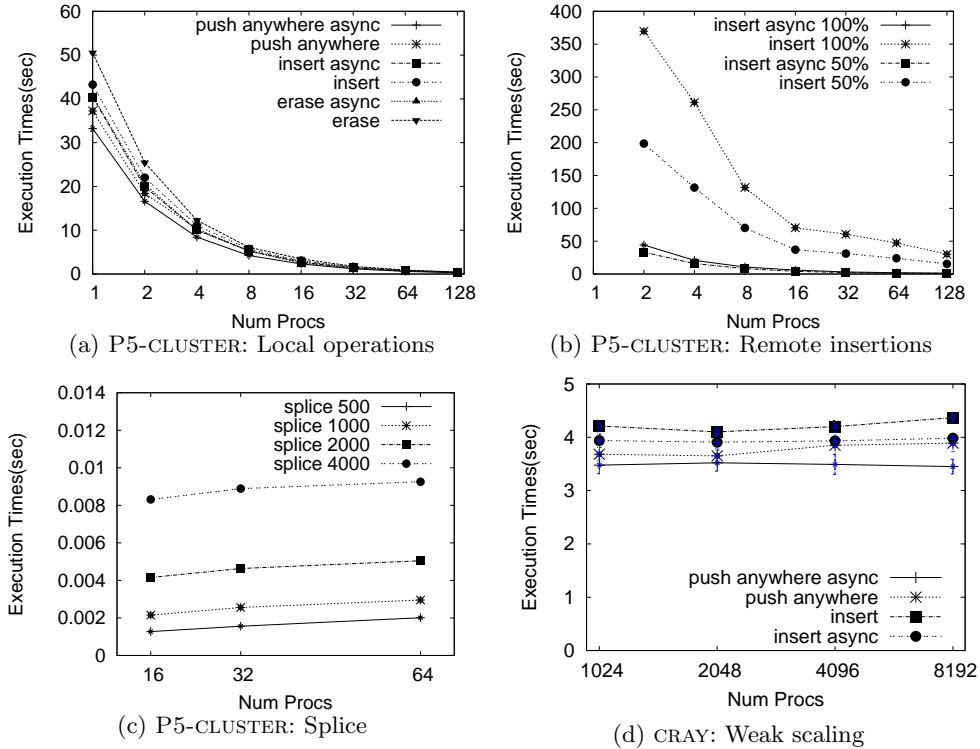 60
50
40
30
20
10
0
Execution Times(sec)
1 2 4 8 16 32 64 128
Num Procs
push anywhere async
push anywhere
insert async
insert
erase async
erase
(a) P5-CLUSTER: Local operations
400
350
300
250
200
150
100
50
0
Execution Times(sec)
1 2 4 8 16 32 64 128
Num Procs
insert async 100%
insert 100%
insert async 50%
insert 50%
(b) P5-CLUSTER: Remote insertions
0.014
0.012
0.01
0.008
0.006
0.004
0.002
0
Execution Times(sec)
16 32 64
Num Procs
splice 500
splice 1000
splice 2000
splice 4000
(c) P5-CLUSTER: Splice
5
4
3
2
1
0
Execution Times(sec)
1024 2048 4096 8192
Num Procs
push anywhere async
push anywhere
insert
insert async
(d) CRAY: Weak scaling